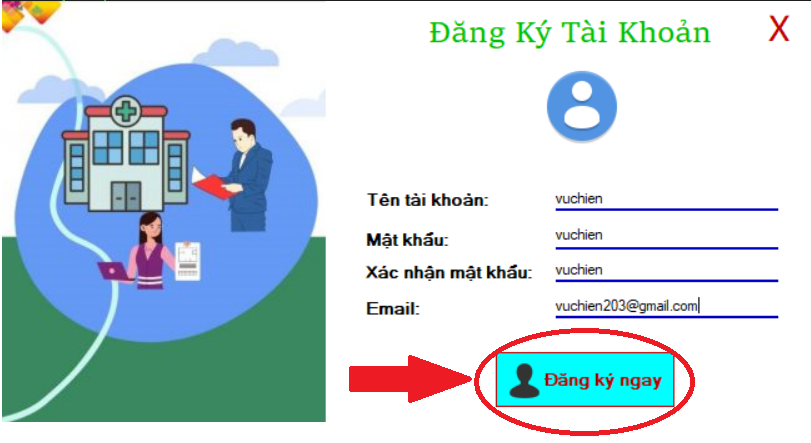 Đăng Ký Tài Khoản X
Tên tài khoản: vuchien
Mật khẩu: vuchien
Xác nhận mật khẩu: vuchien
Email: vuchien203@gmail.com
Đăng ký ngay